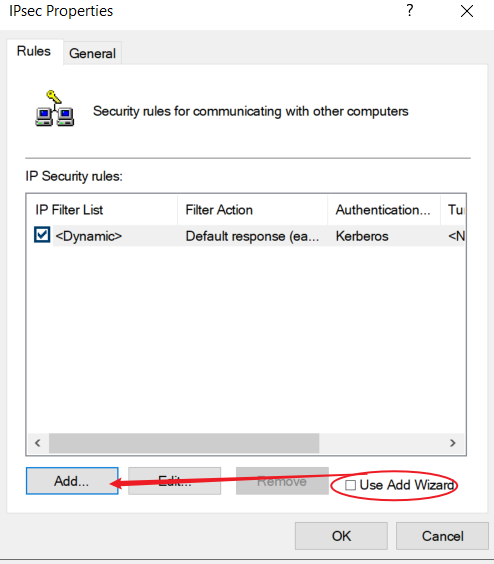 IPsec Properties ? ×
Rules General
Security rules for communicating with other computers
IP Security rules:
IP Filter List Filter Action Authentication... Tu
<Dynamic> Default response (ea... Kerberos <N
Add... Edit... Remove Use Add Wizard
OK Cancel